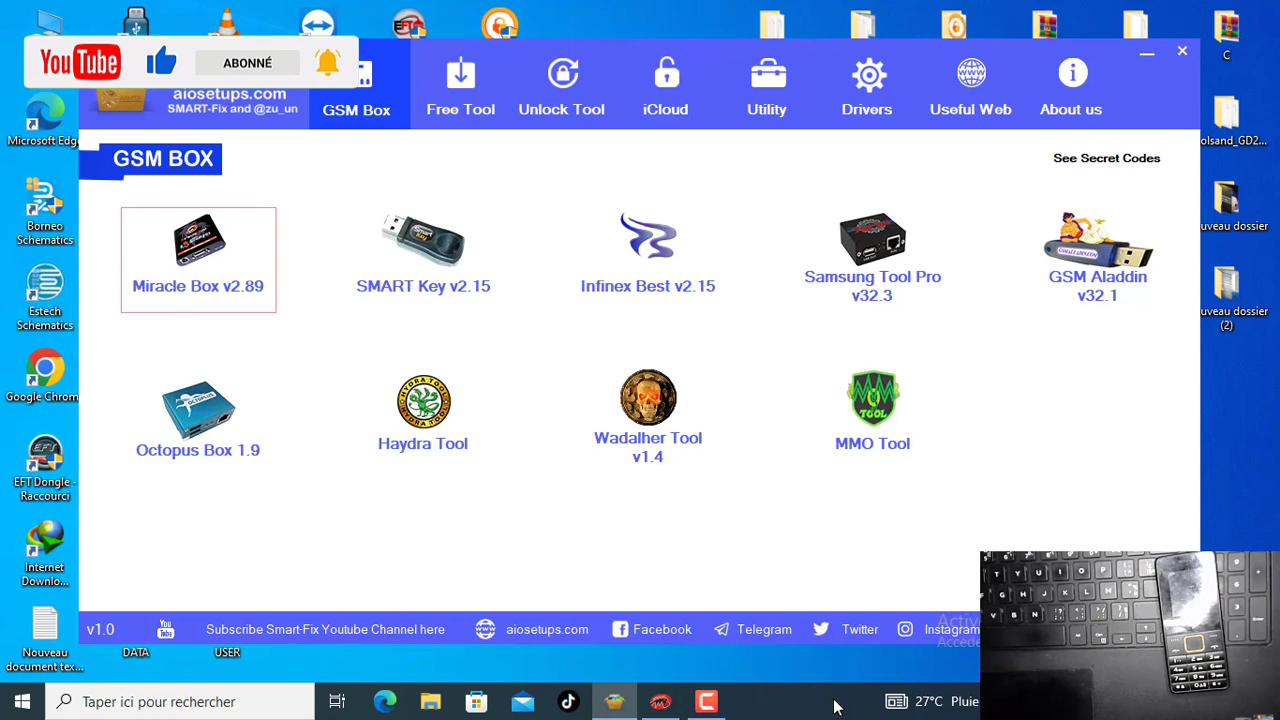 YouTube
ABONNÉ
aiosetups.com
SMART-Fix and @zu_un
GSM Box
Free Tool
Unlock Tool
iCloud
Utility
Drivers
Useful Web
About us
C
GSM BOX
See Secret Codes
Microsoft Edg
Borneo
Schematics
Estech
Schematics
Google Chrom
EFT Dongle -
Raccourci
Internet
Downlo...
Nouveau
document tex...
DATA
USER
olsand_GD2...
uveau dossier
uveau dossier
(2)
Miracle Box v2.89
SMART Key v2.15
Infinex Best v2.15
Samsung Tool Pro
v32.3
GSM Aladdin
v32.1
Octopus Box 1.9
Haydra Tool
Wadalher Tool
v1.4
MMO Tool
v1.0
Subscribe Smart-Fix Youtube Channel here
aiosetups.com
Facebook
Telegram
Twitter
Instagram
Taper ici pour rechercher
27°C Pluie